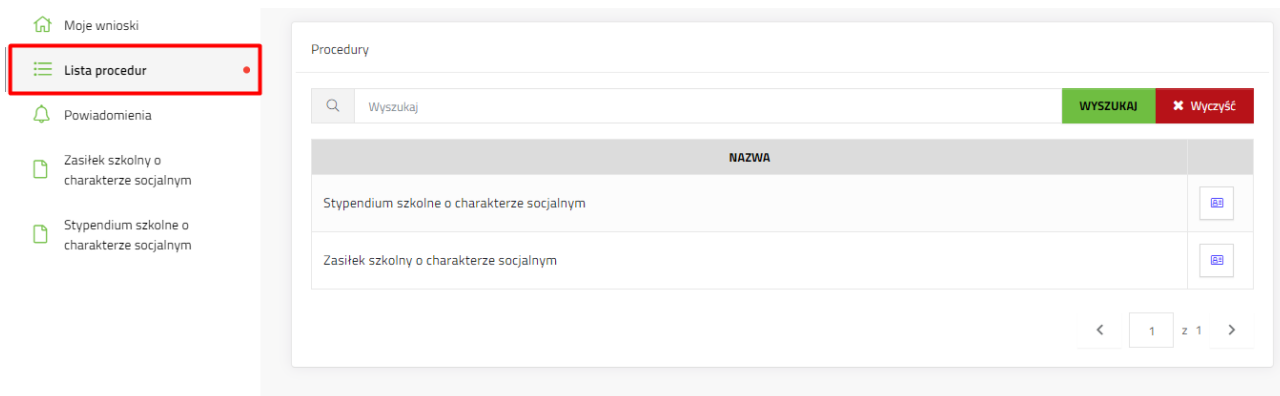 Moje wnioski
Lista procedur
Powiadomienia
Zasiłek szkolny o
charakterze socjalnym
Stypendium szkolne o
charakterze socjalnym
Procedury
Wyszukaj
WYSZUKAJ
Wyczyść
NAZWA
Stypendium szkolne o charakterze socjalnym
Zasiłek szkolny o charakterze socjalnym
1 z 1